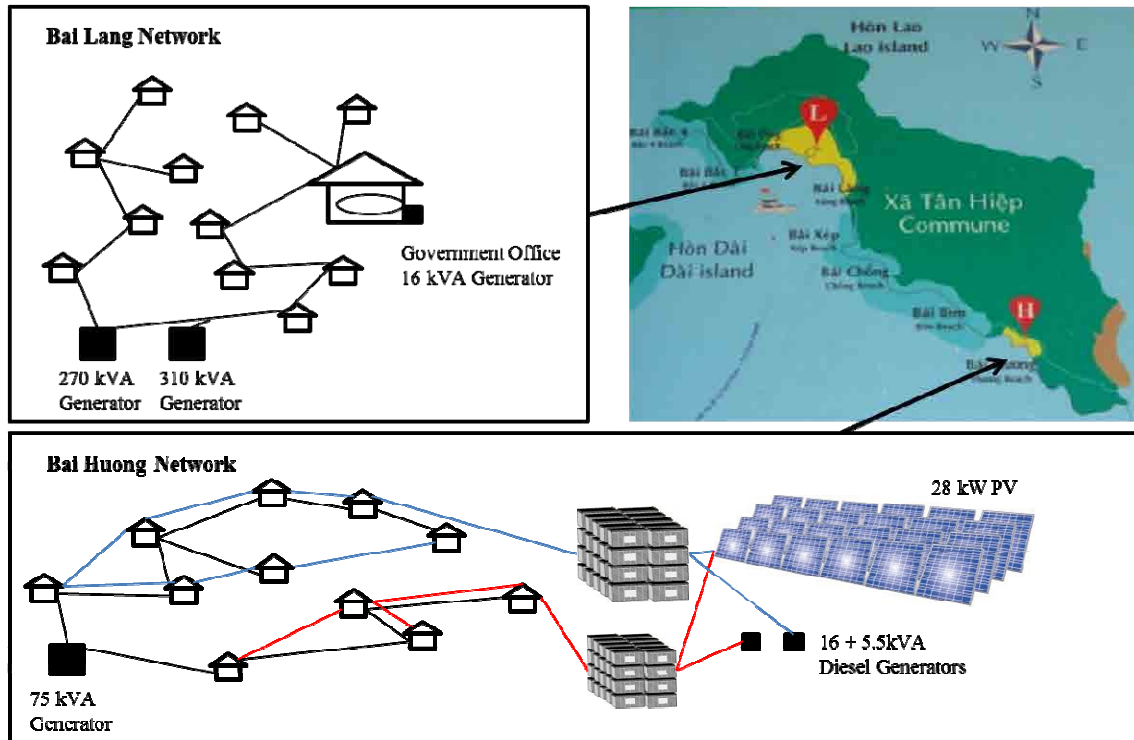 Bai Lang Network
Government Office
16 kVA Generator
270 kVA
Generator
310 kVA
Generator
Hòn Lao
Lao island
N
W
E
S
L
Bãi Làng
Xã Tân Hiệp
Commune
Bãi Xếp
Hòn Dài
Dài island
Bãi Chồng
Bãi Bìm
H
Bai Huong Network
28 kW PV
16 + 5.5kVA
Diesel Generators
75 kVA
Generator